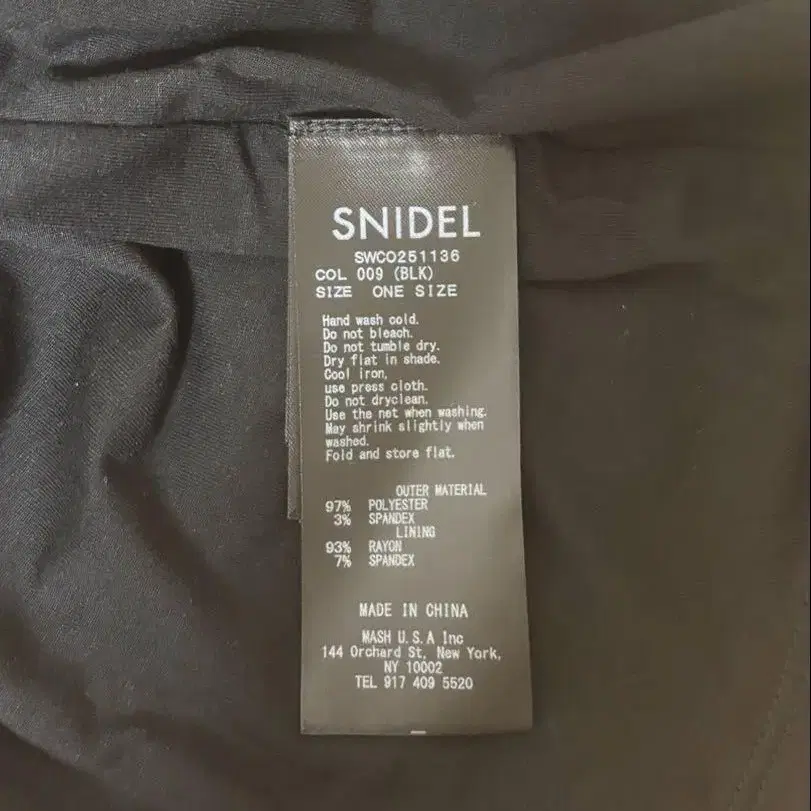 SNIDEL
SWCO251136
COL 009 (BLK)
SIZE ONE SIZE
Hand wash cold.
Do not bleach.
Do not tumble dry.
Dry flat in shade.
Cool iron,
use press cloth.
Do not dryclean.
Use the net when washing.
May shrink slightly when
washed.
Fold and store flat.
OUTER MATERIAL
97% POLYESTER
3% SPANDEX
LINING
93% RAYON
7% SPANDEX
MADE IN CHINA
MASH U.S.A Inc
144 Orchard St, New York,
NY 10002
TEL 917 409 5520